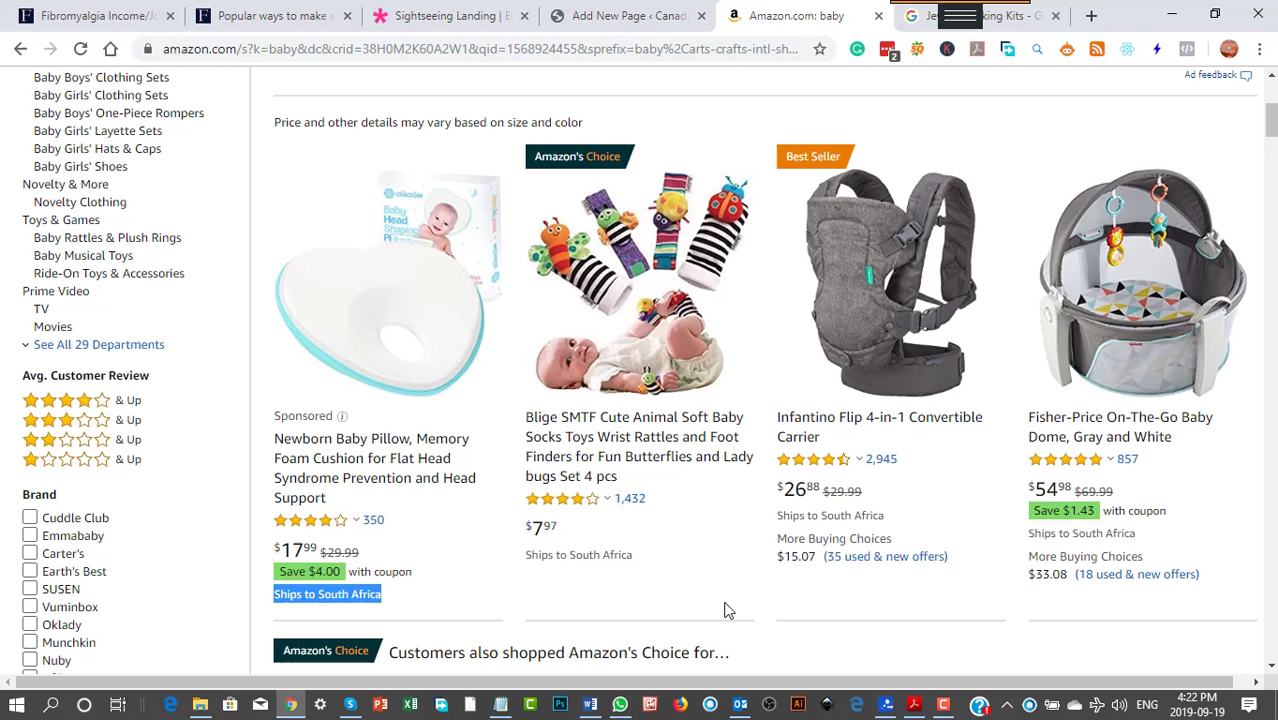 Fibromyalgia Income/Jo
Popular ways to make
Sightseeing Landing
Add New Page ‹ Canad
Amazon.com: baby
king Kits - G
amazon.com/s?k=baby&dc&crid=38H0M2K60A2W1&qid=1568924455&sprefix=baby%2Carts-crafts-intl-sh...
2
Ad feedback
Baby Boys' Clothing Sets
Baby Girls' Clothing Sets
Baby Boys' One-Piece Rompers
Baby Girls' Layette Sets
Baby Girls' Hats & Caps
Baby Girls' Shoes
Novelty & More
Novelty Clothing
Toys & Games
Baby Rattles & Plush Rings
Baby Musical Toys
Ride-On Toys & Accessories
Prime Video
TV
Movies
See All 29 Departments
Avg. Customer Review
& Up
& Up
& Up
& Up
Brand
Cuddle Club
Emmababy
Carter's
Earth's Best
SUSEN
Vuminbox
Oklady
Munchkin
Nuby
Price and other details may vary based on size and color
Baby
Head
Shaping
Sponsored
Newborn Baby Pillow, Memory
Foam Cushion for Flat Head
Syndrome Prevention and Head
Support
350
$17 99 $29.99
Save $4.00 with coupon
Ships to South Africa
Amazon's Choice
Blige SMTF Cute Animal Soft Baby
Socks Toys Wrist Rattles and Foot
Finders for Fun Butterflies and Lady
bugs Set 4 pcs
1,432
$7 97
Ships to South Africa
Best Seller
Infantino Flip 4-in-1 Convertible
Carrier
2,945
$26 88 $29.99
Ships to South Africa
More Buying Choices
$15.07 (35 used & new offers)
Fisher-Price On-The-Go Baby
Dome, Gray and White
857
$54 98 $69.99
Save $1.43 with coupon
Ships to South Africa
More Buying Choices
$33.08 (18 used & new offers)
Amazon's Choice Customers also shopped Amazon's Choice for...
ENG
4:22 PM
2019-09-19